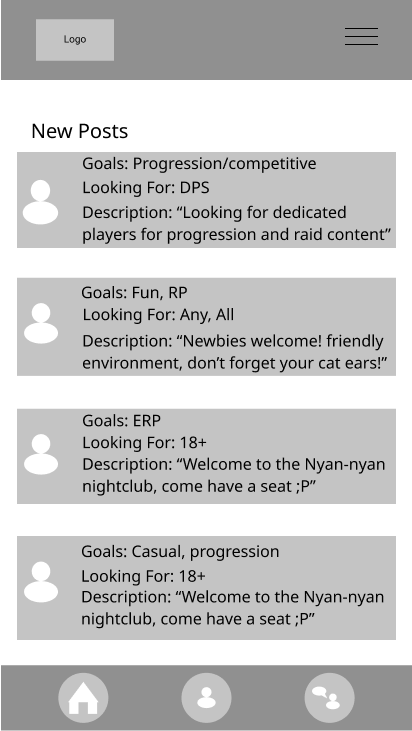 Logo
New Posts
Goals: Progression/competitive
Looking For: DPS
Description: “Looking for dedicated
players for progression and raid content”
Goals: Fun, RP
Looking For: Any, All
Description: “Newbies welcome! friendly
environment, don’t forget your cat ears!”
Goals: ERP
Looking For: 18+
Description: “Welcome to the Nyan-nyan
nightclub, come have a seat ;P”
Goals: Casual, progression
Looking For: 18+
Description: “Welcome to the Nyan-nyan
nightclub, come have a seat ;P”